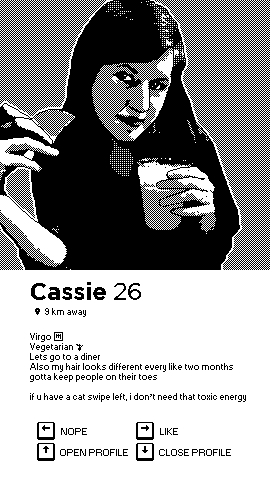 Cassie 26
9 km away
Virgo ♍
Vegetarian 🌱
Lets go to a diner
Also my hair looks different every like two months
gotta keep people on their toes
if u have a cat swipe left, i don't need that toxic energy
← NOPE → LIKE
↑ OPEN PROFILE ↓ CLOSE PROFILE